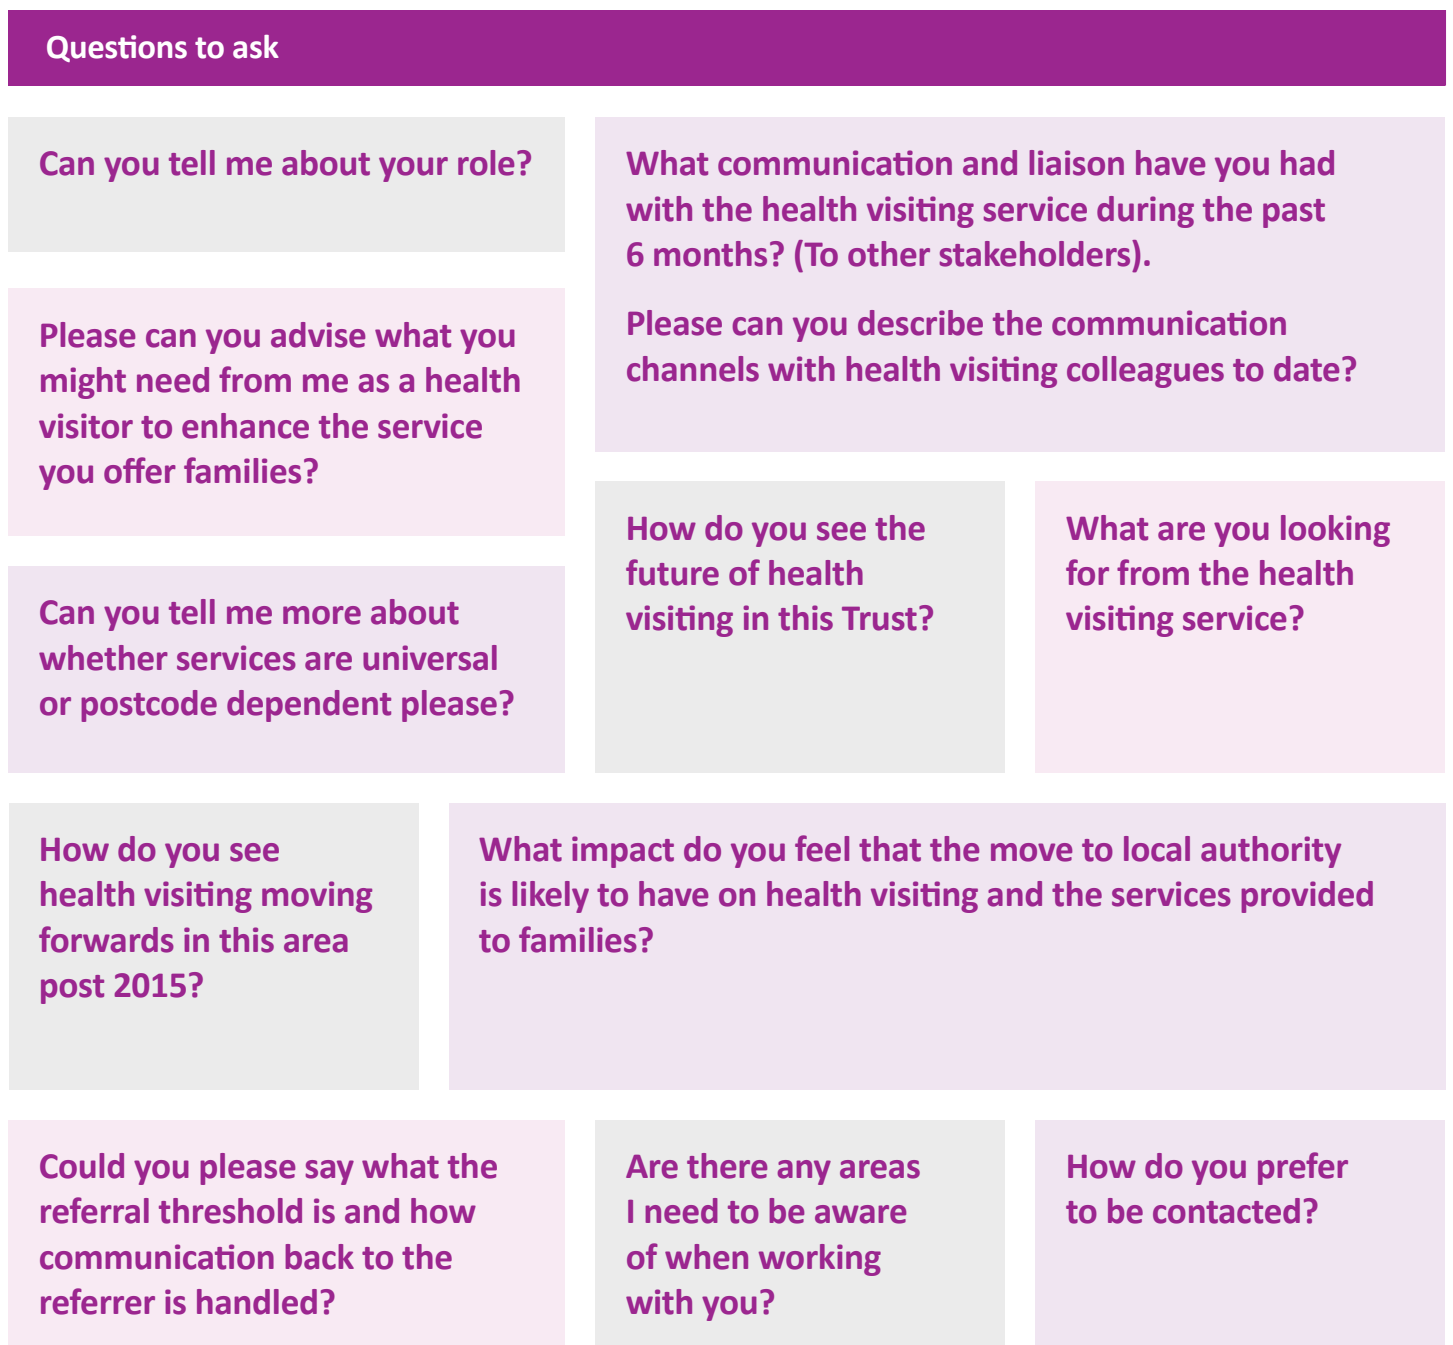 Questions to ask
Can you tell me about your role?
Please can you advise what you
might need from me as a health
visitor to enhance the service
you offer families?
Can you tell me more about
whether services are universal
or postcode dependent please?
What communication and liaison have you had
with the health visiting service during the past
6 months? (To other stakeholders).
Please can you describe the communication
channels with health visiting colleagues to date?
How do you see the
future of health
visiting in this Trust?
What are you looking
for from the health
visiting service?
How do you see
health visiting moving
forwards in this area
post 2015?
What impact do you feel that the move to local authority
is likely to have on health visiting and the services provided
to families?
Could you please say what the
referral threshold is and how
communication back to the
referrer is handled?
Are there any areas
I need to be aware
of when working
with you?
How do you prefer
to be contacted?